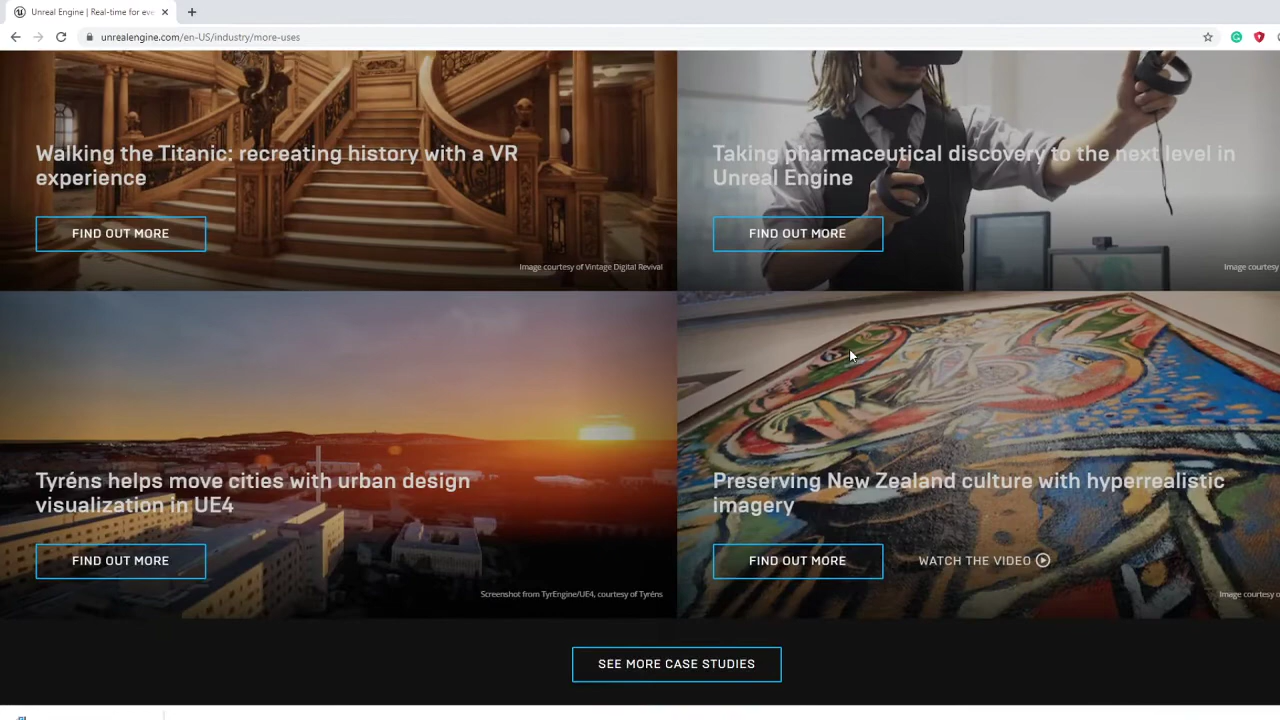 Unreal Engine | Real-time for eve
unrealengine.com/en-US/industry/more-uses
Walking the Titanic: recreating history with a VR
experience
FIND OUT MORE
Image courtesy of Vintage Digital Revival
Taking pharmaceutical discovery to the next level in
Unreal Engine
FIND OUT MORE
Image courtesy
Tyréns helps move cities with urban design
visualization in UE4
FIND OUT MORE
Screenshot from TyrEngine/UE4, courtesy of Tyréns
Preserving New Zealand culture with hyperrealistic
imagery
FIND OUT MORE
WATCH THE VIDEO
Image courtesy o
SEE MORE CASE STUDIES